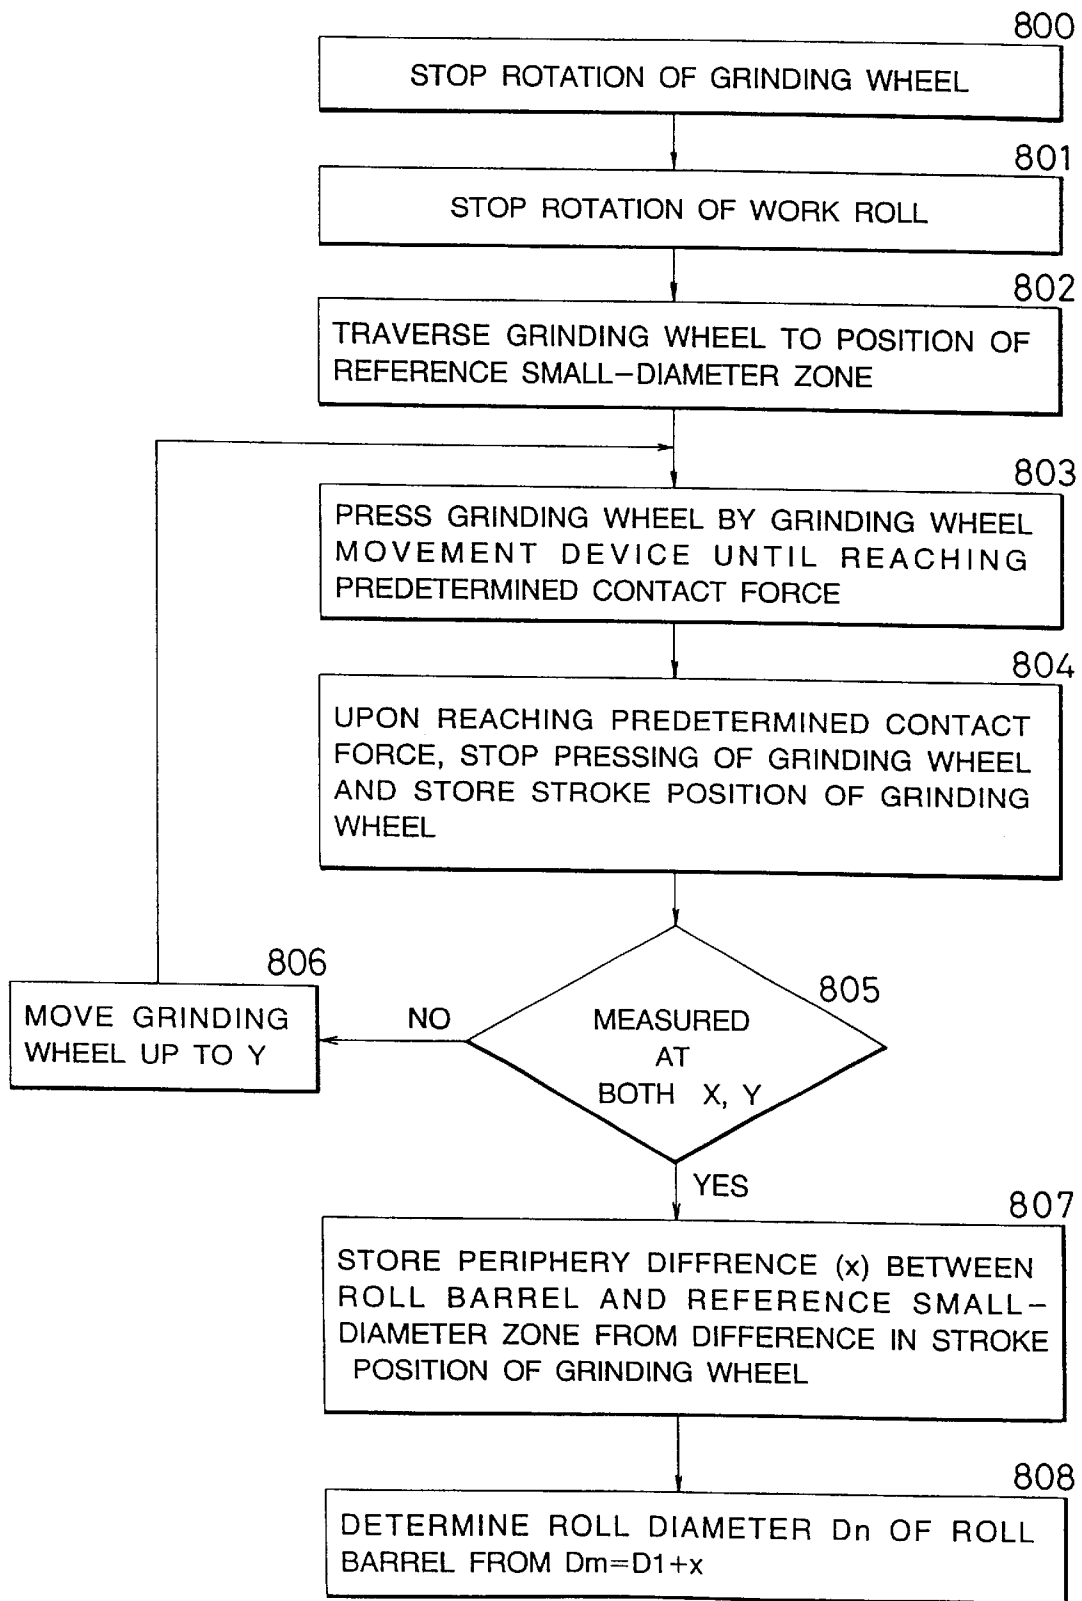 800
STOP ROTATION OF GRINDING WHEEL
801
STOP ROTATION OF WORK ROLL
802
TRAVERSE GRINDING WHEEL TO POSITION OF
REFERENCE SMALL-DIAMETER ZONE
803
PRESS GRINDING WHEEL BY GRINDING WHEEL
MOVEMENT DEVICE UNTIL REACHING
PREDETERMINED CONTACT FORCE
804
UPON REACHING PREDETERMINED CONTACT
FORCE, STOP PRESSING OF GRINDING WHEEL
AND STORE STROKE POSITION OF GRINDING
WHEEL
805
MEASURED
AT
BOTH X, Y
NO
806
MOVE GRINDING
WHEEL UP TO Y
YES
807
STORE PERIPHERY DIFFRENCE (x) BETWEEN
ROLL BARREL AND REFERENCE SMALL-
DIAMETER ZONE FROM DIFFERENCE IN STROKE
POSITION OF GRINDING WHEEL
808
DETERMINE ROLL DIAMETER Dn OF ROLL
BARREL FROM Dm=D1+x